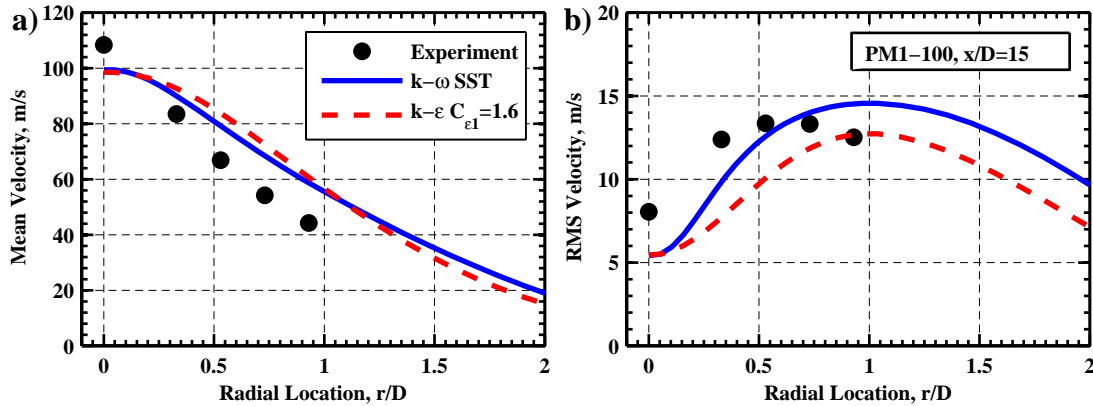 a)
Mean Velocity, m/s
120
100
80
60
40
20
0
0
0.5
1
1.5
2
Radial Location, r/D
Experiment
k−ω SST
k−ε Cε1=1.6
b)
RMS Velocity, m/s
20
15
10
5
0
0
0.5
1
1.5
2
Radial Location, r/D
PM1−100, x/D=15